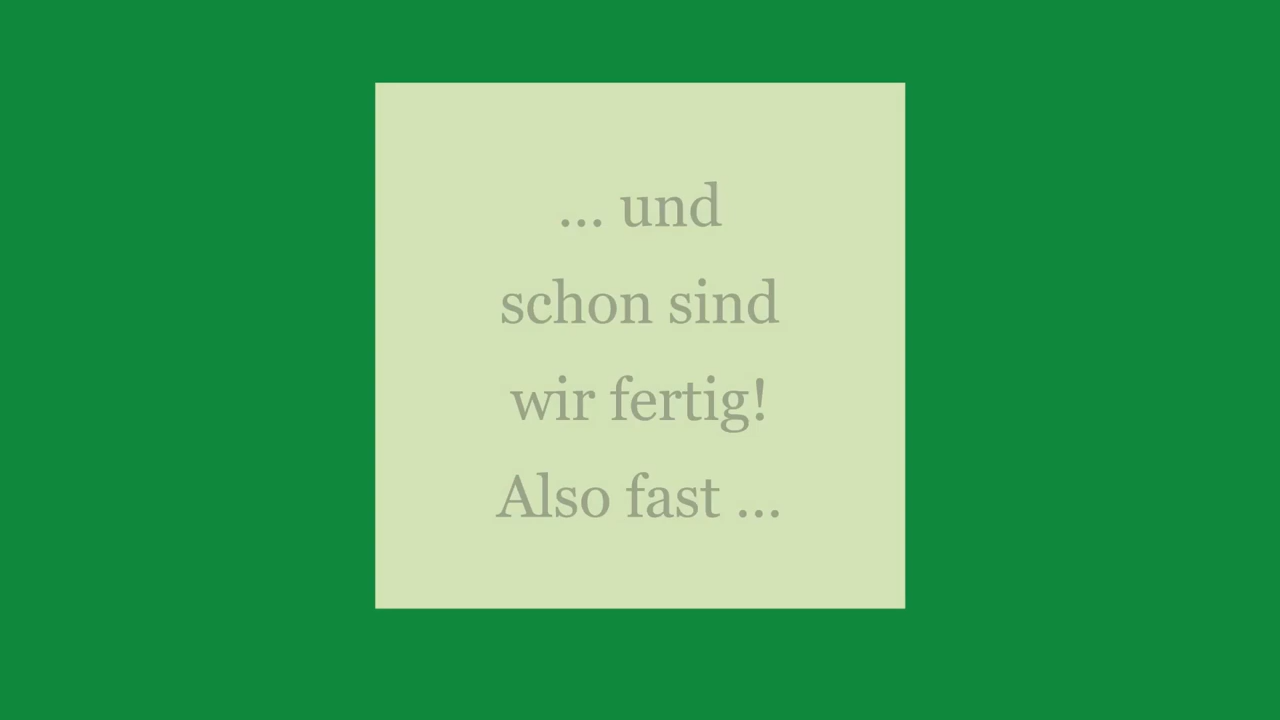 ... und
schon sind
wir fertig!
Also fast ...